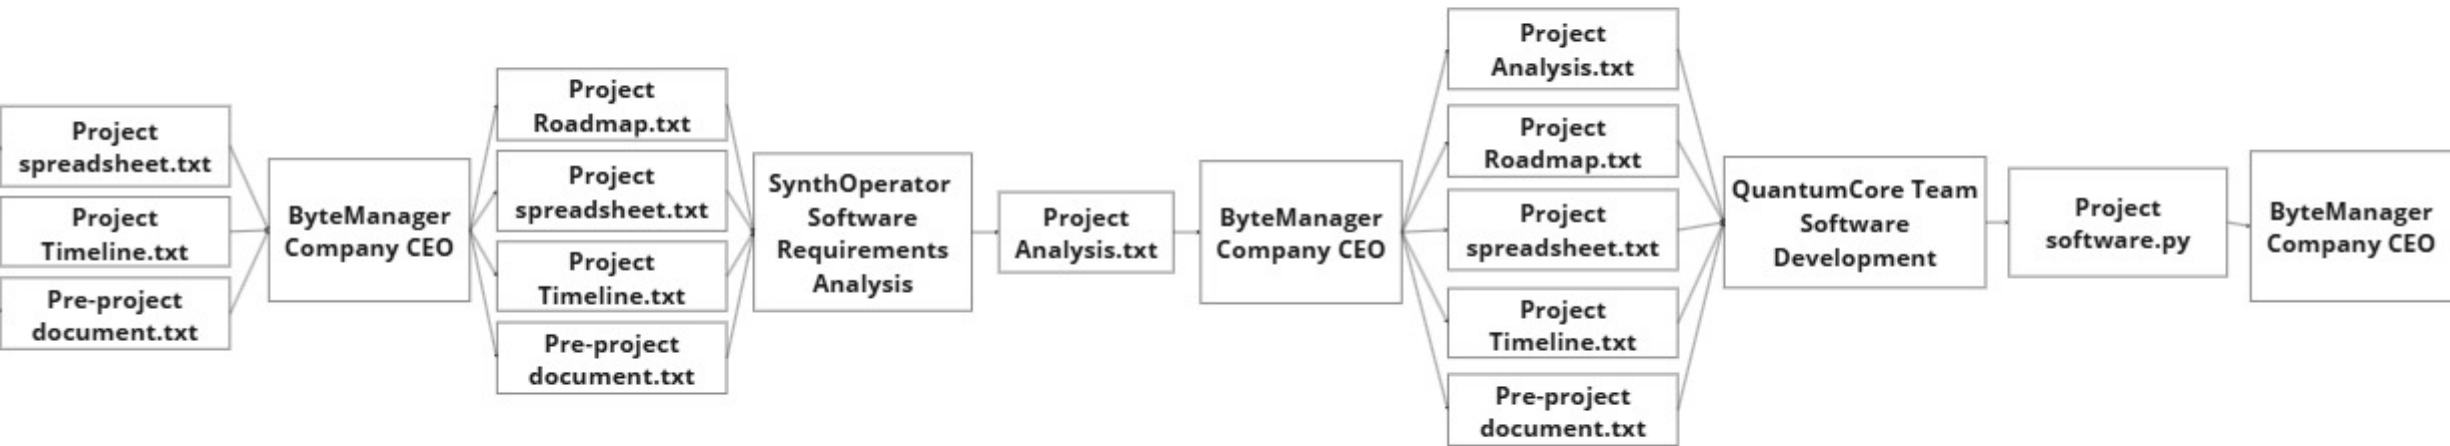 Project
spreadsheet.txt
Project
Timeline.txt
Pre-project
document.txt
ByteManager
Company CEO
Project
Roadmap.txt
Project
spreadsheet.txt
Project
Timeline.txt
Pre-project
document.txt
SynthOperator
Software
Requirements
Analysis
Project
Analysis.txt
ByteManager
Company CEO
Project
Analysis.txt
Project
Roadmap.txt
Project
spreadsheet.txt
Project
Timeline.txt
Pre-project
document.txt
QuantumCore Team
Software
Development
Project
software.py
ByteManager
Company CEO